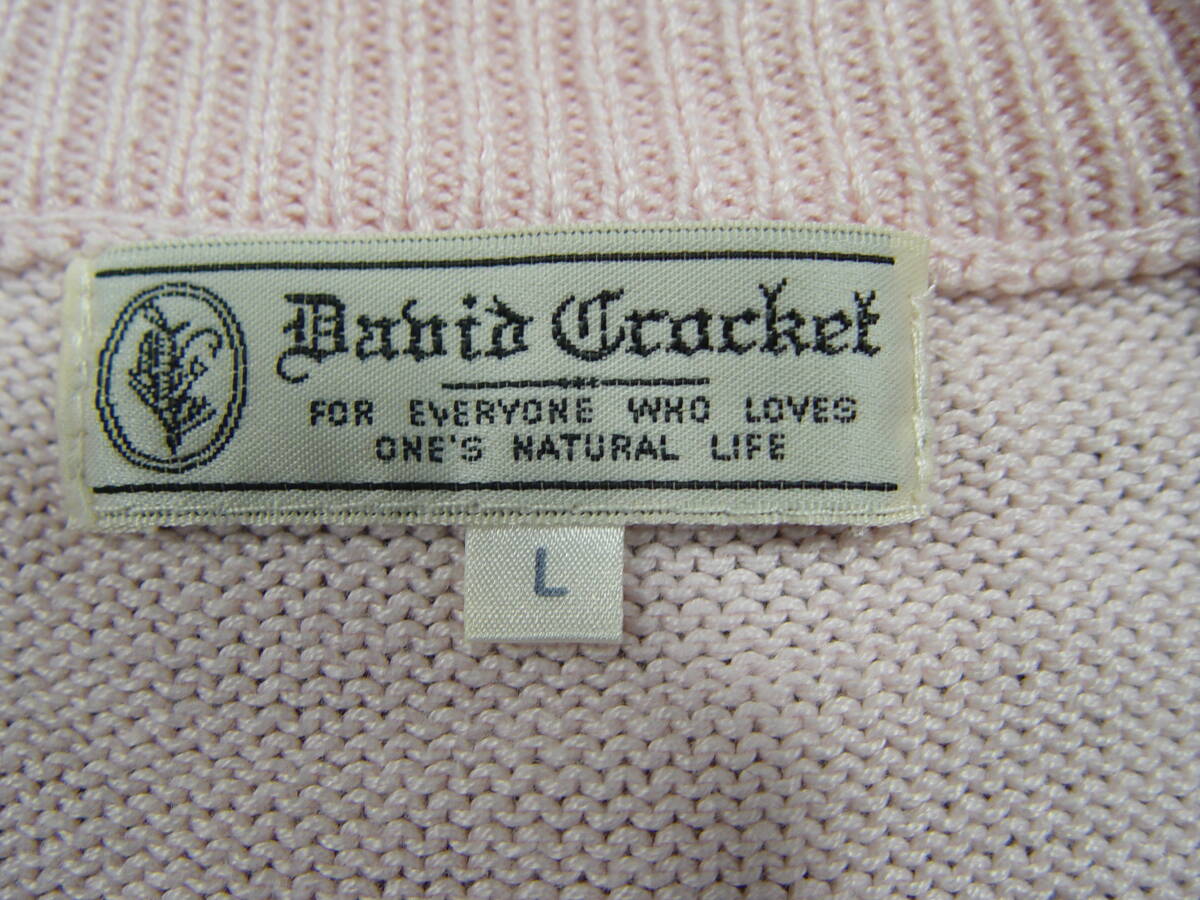 David Crocket
FOR EVERYONE WHO LOVES
ONE'S NATURAL LIFE
L